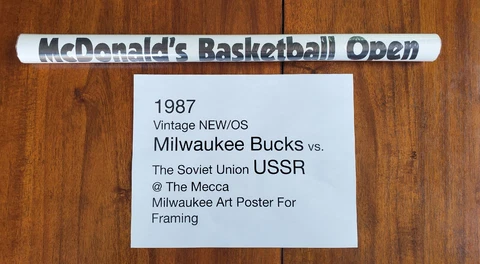 McDonald's Basketball Open
1987
Vintage NEW/OS
Milwaukee Bucks vs.
The Soviet Union USSR
@ The Mecca
Milwaukee Art Poster For
Framing